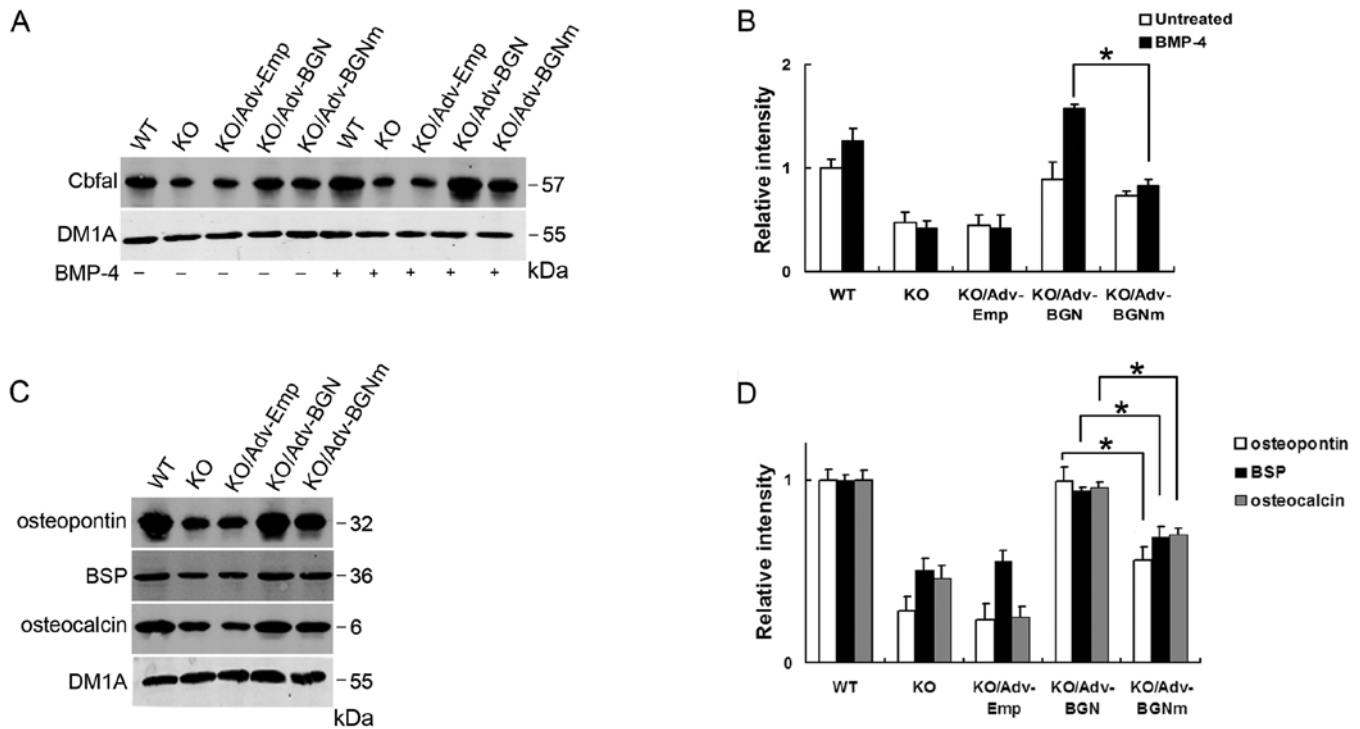 A
WT KO KO/Adv-Emp KO/Adv-BGN KO/Adv-BGNm WT KO KO/Adv-Emp KO/Adv-BGN KO/Adv-BGNm
Cbfal – 57
DM1A – 55
BMP-4 – – – – – + + + + + kDa
B
Untreated
BMP-4
*
Relative intensity
2
1
0
WT KO KO/Adv- KO/Adv- KO/Adv-
Emp BGN BGNm
C
WT KO KO/Adv-Emp KO/Adv-BGN KO/Adv-BGNm
osteopontin – 32
BSP – 36
osteocalcin – 6
DM1A – 55
kDa
D
*
*
*
osteopontin
BSP
osteocalcin
Relative intensity
1
0
WT KO KO/Adv- KO/Adv- KO/Adv-
Emp BGN BGNm